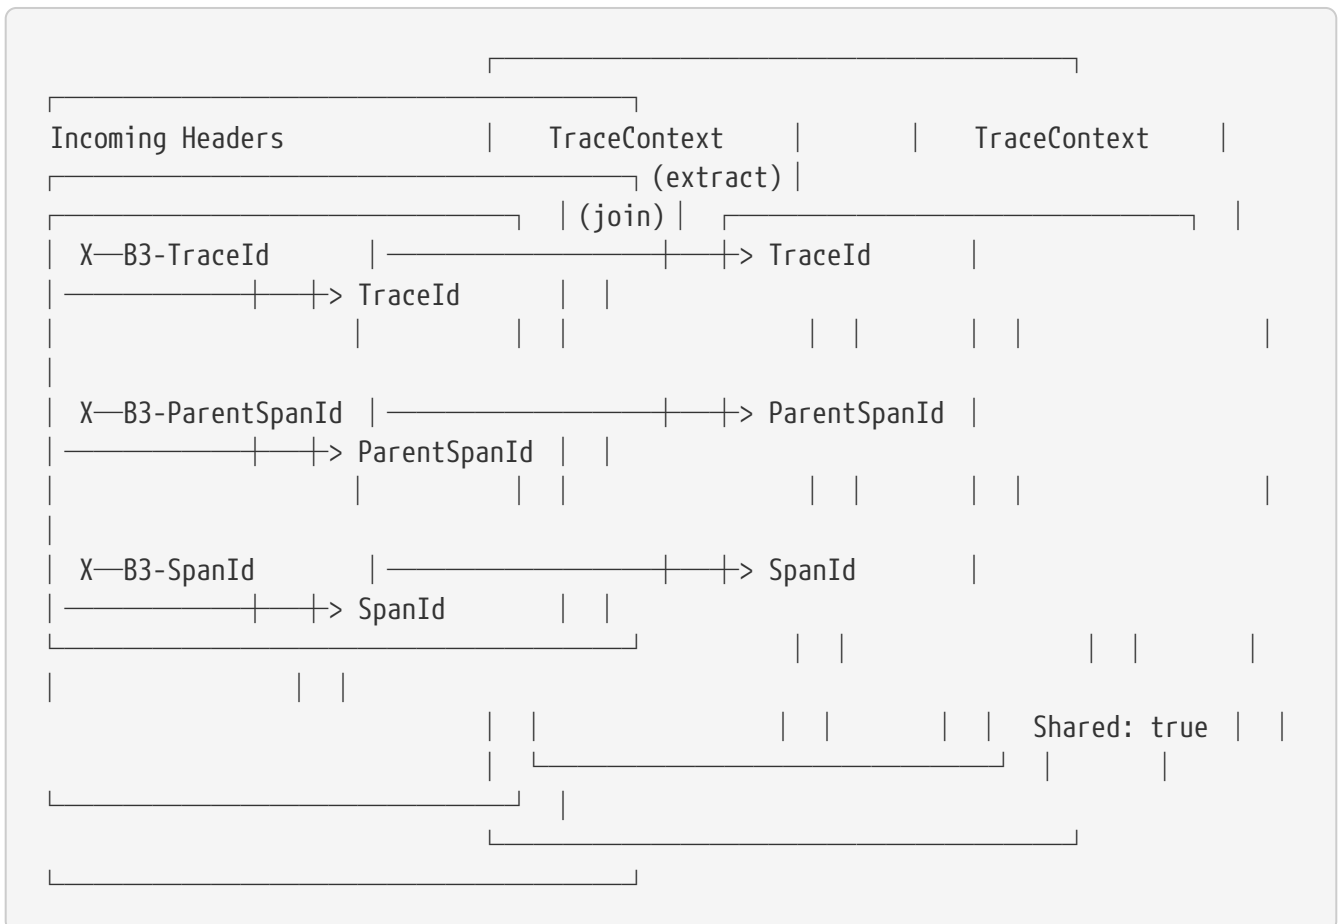 Incoming Headers │ TraceContext │ │ TraceContext │
(extract) │
│ (join) │ │
│ X─B3-TraceId │ ─────────┼───┼> TraceId │
│ ─────────┼───┼> TraceId │ │
│ X─B3-ParentSpanId │ ─────────┼───┼> ParentSpanId │
│ ─────────┼───┼> ParentSpanId │ │
│ X─B3-SpanId │ ─────────┼───┼> SpanId │
│ ─────────┼───┼> SpanId │ │
│ │ │ │ │ │ Shared: true │ │